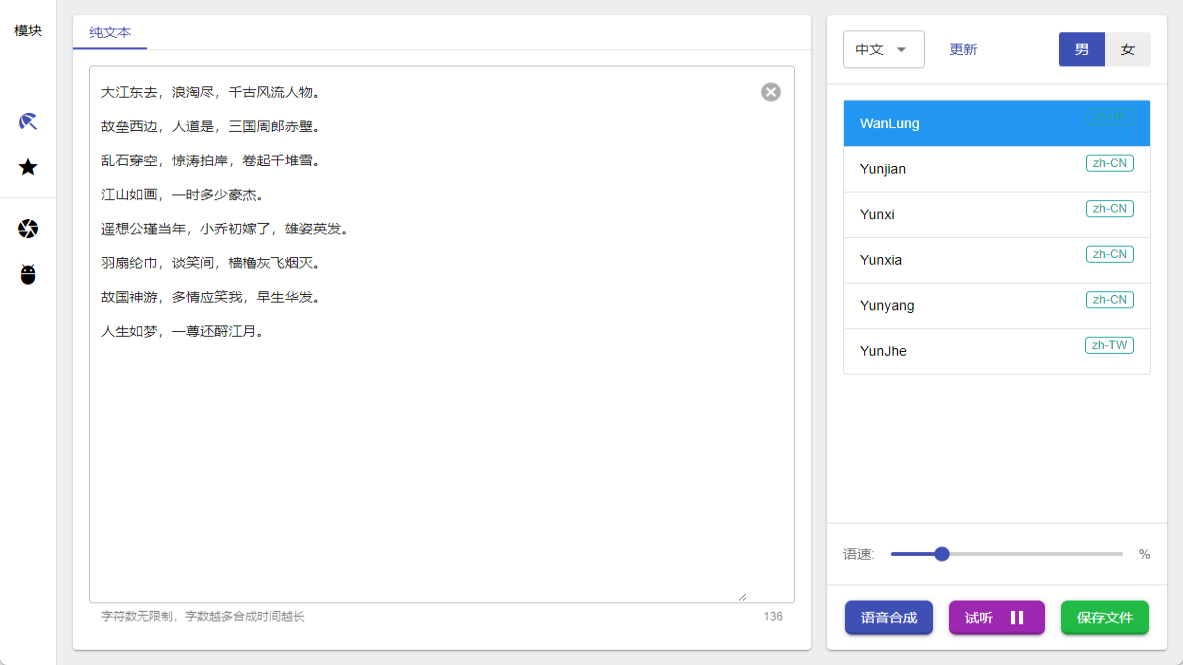 模块
纯文本
大江东去，浪淘尽，千古风流人物。
故垒西边，人道是，三国周郎赤壁。
乱石穿空，惊涛拍岸，卷起千堆雪。
江山如画，一时多少豪杰。
遥想公瑾当年，小乔初嫁了，雄姿英发。
羽扇纶巾，谈笑间，樯橹灰飞烟灭。
故国神游，多情应笑我，早生华发。
人生如梦，一尊还酹江月。
字符数无限制，字数越多合成时间越长
136
中文
更新
男
女
WanLung
Yunjian
zh-CN
Yunxi
zh-CN
Yunxia
zh-CN
Yunyang
zh-CN
YunJhe
zh-TW
语速:
%
语音合成
试听
保存文件